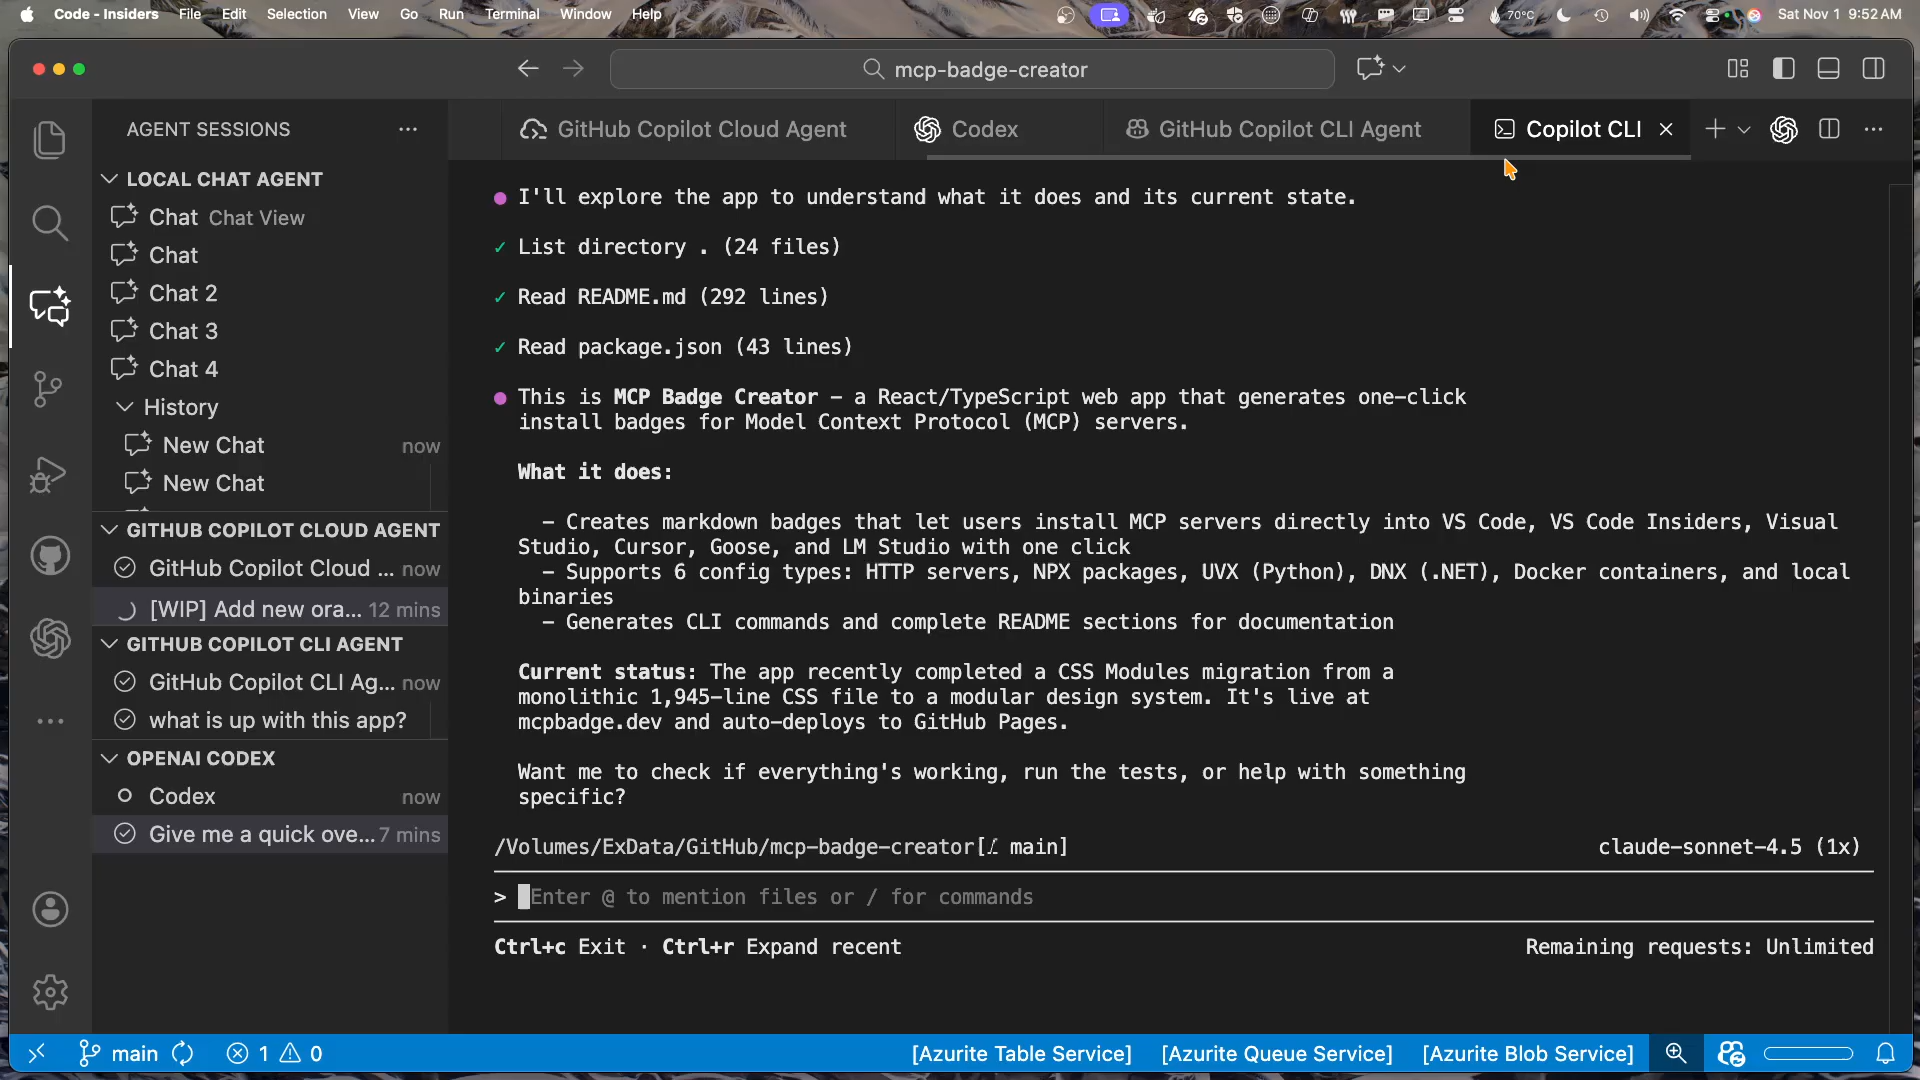 Code - Insiders File Edit Selection View Go Run Terminal Window Help
70°C Sat Nov 1 9:52 AM
mcp-badge-creator
AGENT SESSIONS
LOCAL CHAT AGENT
Chat Chat View
Chat
Chat 2
Chat 3
Chat 4
History
New Chat now
New Chat
GITHUB COPILOT CLOUD AGENT
GitHub Copilot Cloud ... now
[WIP] Add new ora... 12 mins
GITHUB COPILOT CLI AGENT
GitHub Copilot CLI Ag... now
what is up with this app?
OPENAI CODEX
Codex now
Give me a quick ove... 7 mins
GitHub Copilot Cloud Agent Codex GitHub Copilot CLI Agent Copilot CLI
● I'll explore the app to understand what it does and its current state.
✓ List directory . (24 files)
✓ Read README.md (292 lines)
✓ Read package.json (43 lines)
● This is MCP Badge Creator – a React/TypeScript web app that generates one-click
install badges for Model Context Protocol (MCP) servers.
What it does:
– Creates markdown badges that let users install MCP servers directly into VS Code, VS Code Insiders, Visual
Studio, Cursor, Goose, and LM Studio with one click
– Supports 6 config types: HTTP servers, NPX packages, UVX (Python), DNX (.NET), Docker containers, and local
binaries
– Generates CLI commands and complete README sections for documentation
Current status: The app recently completed a CSS Modules migration from a
monolithic 1,945-line CSS file to a modular design system. It's live at
mcpbadge.dev and auto-deploys to GitHub Pages.
Want me to check if everything's working, run the tests, or help with something
specific?
/Volumes/ExData/GitHub/mcp-badge-creator[⎇ main] claude-sonnet-4.5 (1x)
> Enter @ to mention files or / for commands
Ctrl+c Exit · Ctrl+r Expand recent Remaining requests: Unlimited
main 1 0 [Azurite Table Service] [Azurite Queue Service] [Azurite Blob Service]